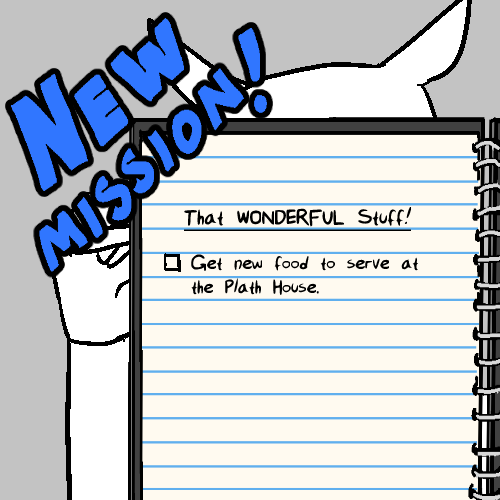 NEW
MISSION!
That WONDERFUL Stuff!
Get new food to serve at
the Plath House.